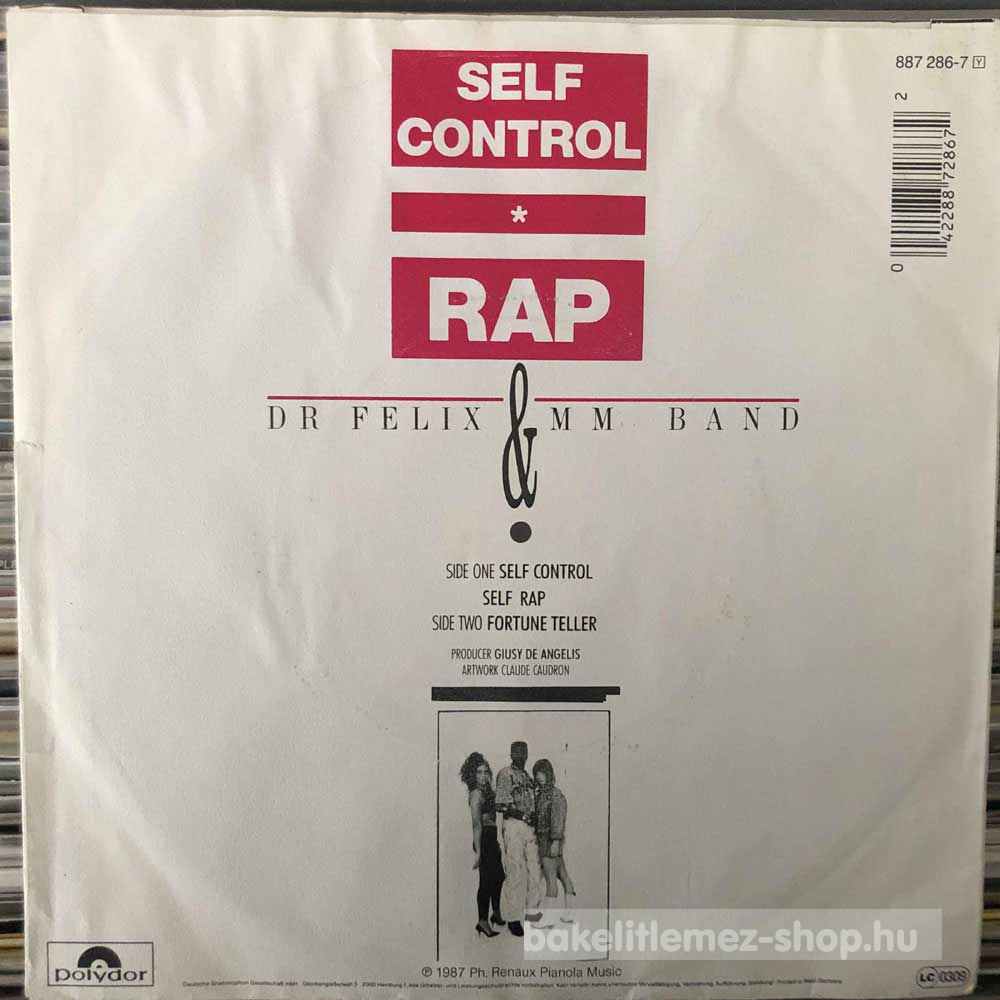 SELF
CONTROL
*
RAP
DR FELIX & MM BAND
SIDE ONE SELF CONTROL
SELF RAP
SIDE TWO FORTUNE TELLER
PRODUCER GIUSY DE ANGELIS
ARTWORK CLAUDE CAUDRON
887 286-7 Y
0 42288 72867 2
polydor
bakelitlemez-shop.hu
℗ 1987 Ph. Renaux Pianola Music
LC 0309